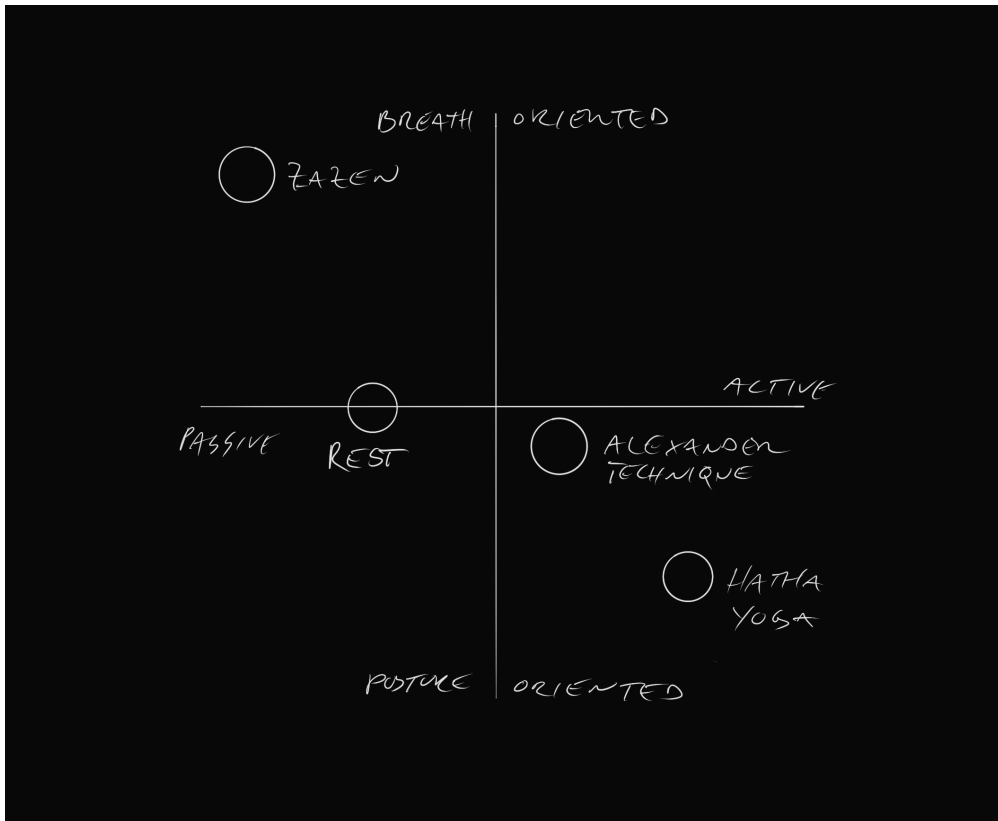 BREATH ORIENTED
ZAZEN
ACTIVE
PASSIVE
REST
ALEXANDER
TECHNIQUE
HATHA
YOGA
POSTURE ORIENTED